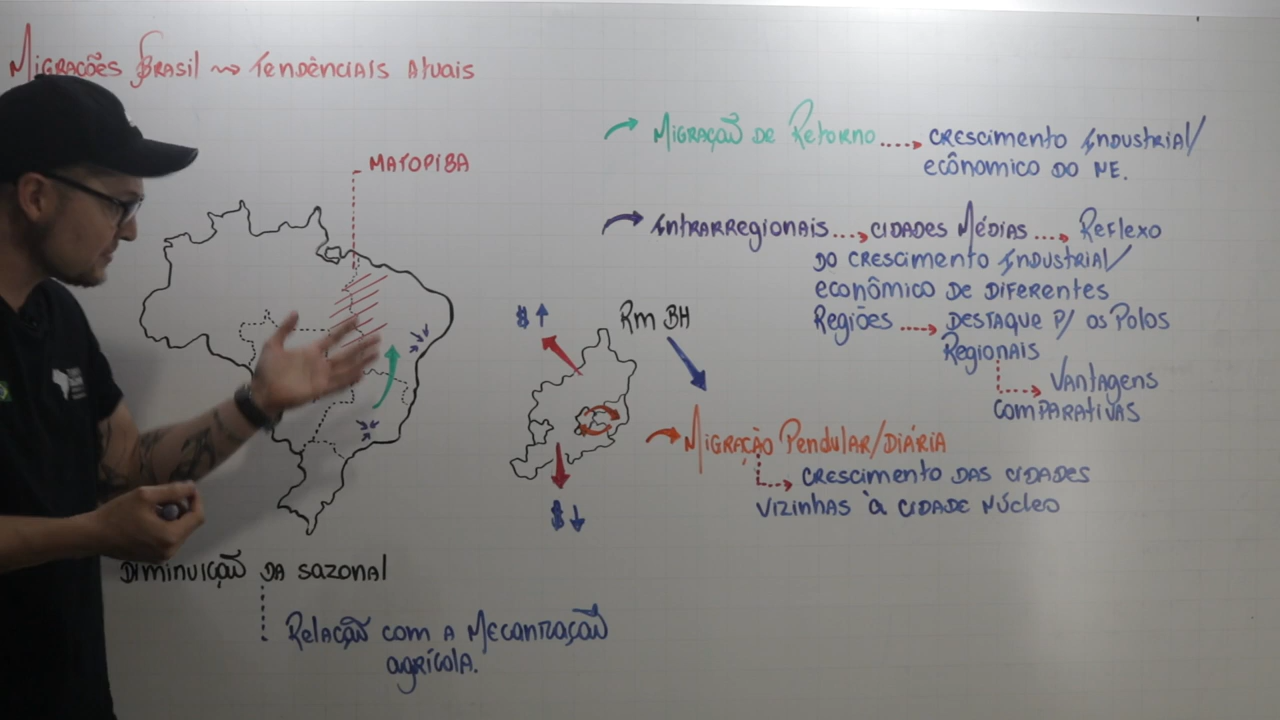 Migrações Brasil ~> Tendênciais Atuais
MATOPIBA
Migração de Retorno ....> crescimento Industrial/
ecônomico do NE.
Intrarregionais ....> cidades Médias ....> Reflexo
do crescimento Industrial/
econômico de diferentes
Regiões ....> Destaque p/ os Polos
Regionais
....> Vantagens
comparativas
$ ↑
Rm BH
Migração Pendular/Diária
....> crescimento das cidades
vizinhas à cidade núcleo
$ ↓
Diminuição da sazonal
Relação com a Mecanização
agrícola.